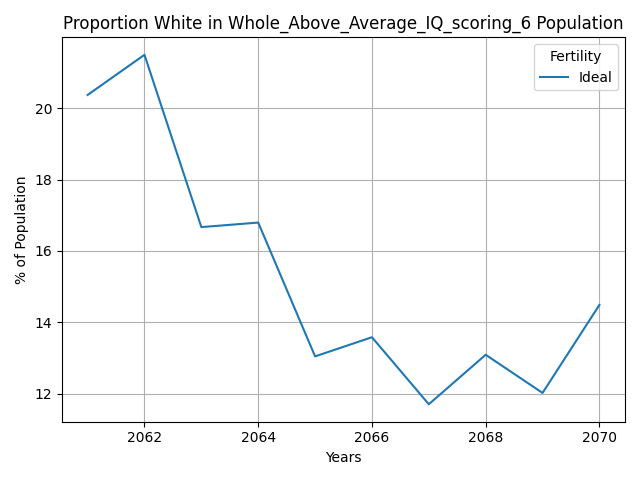 Proportion White in Whole_Above_Average_IQ_scoring_6 Population
Fertility
Ideal
% of Population
20
18
16
14
12
2062 2064 2066 2068 2070
Years